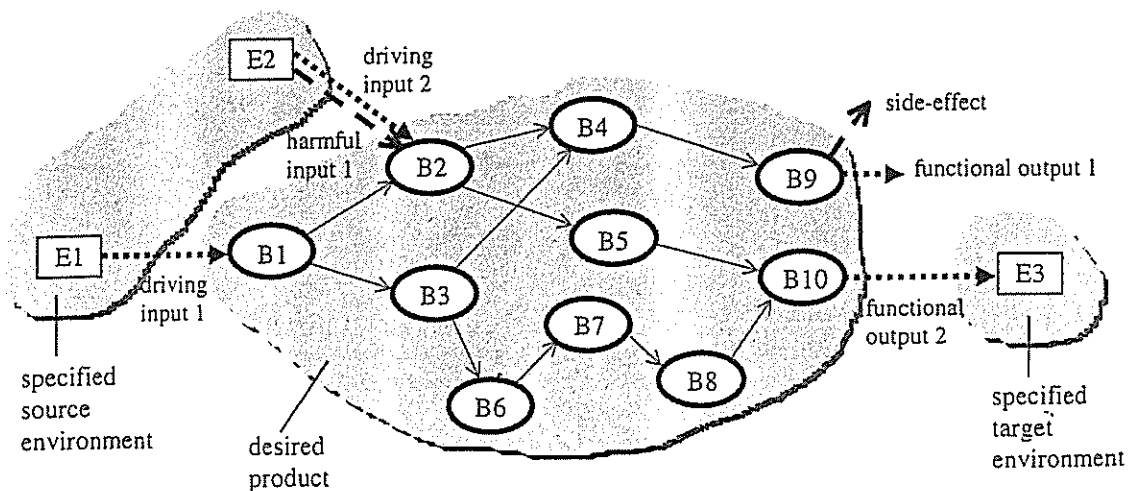 E2
driving
input 2
harmful
input 1
B4
side-effect
B2
B9
functional output 1
E1
B1
B5
driving
input 1
B3
B10
E3
functional
output 2
B7
B8
B6
specified
source
environment
desired
product
specified
target
environment